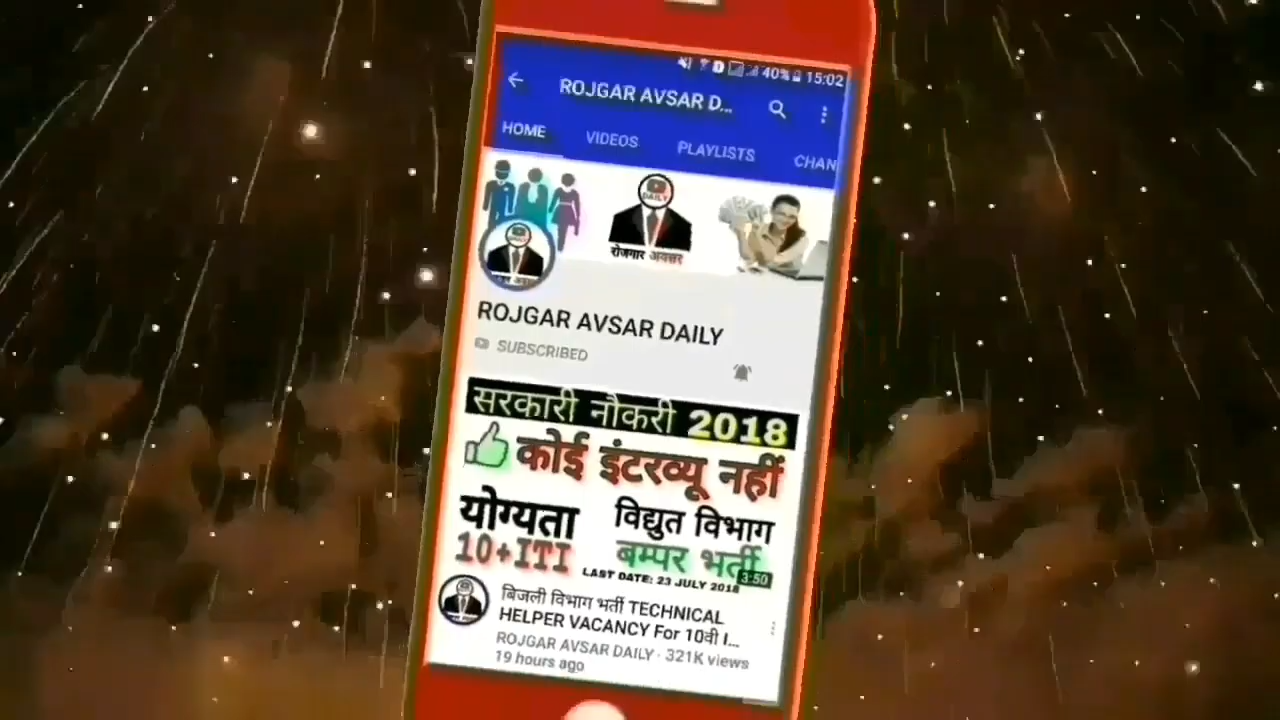 40% 15:02
ROJGAR AVSAR D...
HOME VIDEOS PLAYLISTS CHAN
DAILY
रोजगार अवसर
ROJGAR AVSAR DAILY
SUBSCRIBED
सरकारी नौकरी 2018
कोई इंटरव्यू नहीं
योग्यता
10+ITI
विद्युत विभाग
बम्पर भर्ती
LAST DATE: 23 JULY 2018
3:50
बिजली विभाग भर्ती TECHNICAL
HELPER VACANCY For 10वी I...
ROJGAR AVSAR DAILY · 321K views
19 hours ago